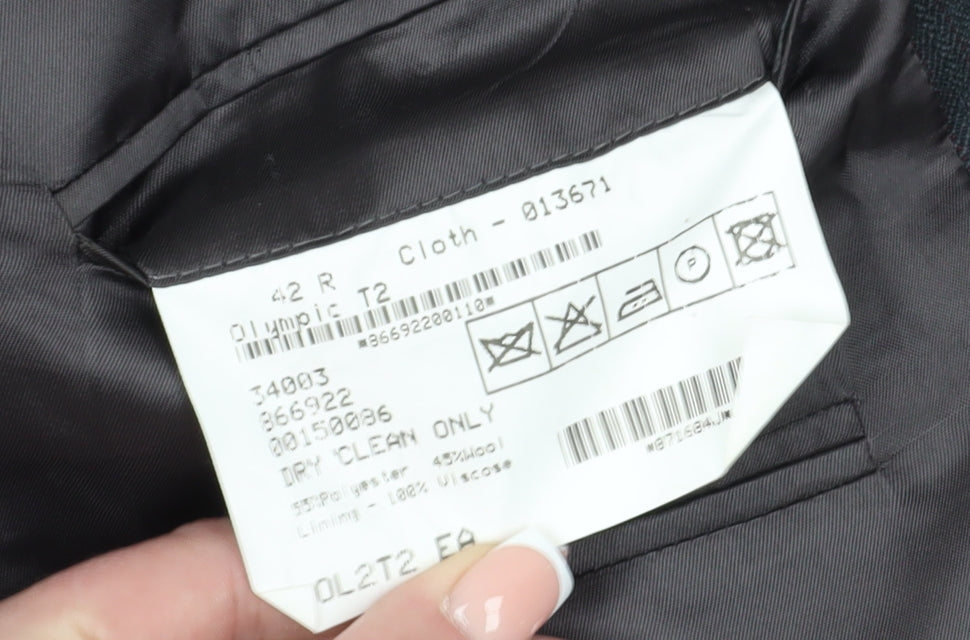 42 R Cloth - 013671
Olympic T2
*86692200110*
34003
866922
00150086
DRY CLEAN ONLY
55%Polyester 45%Wool
Lining - 100% Viscose
P
OL2T2 EA